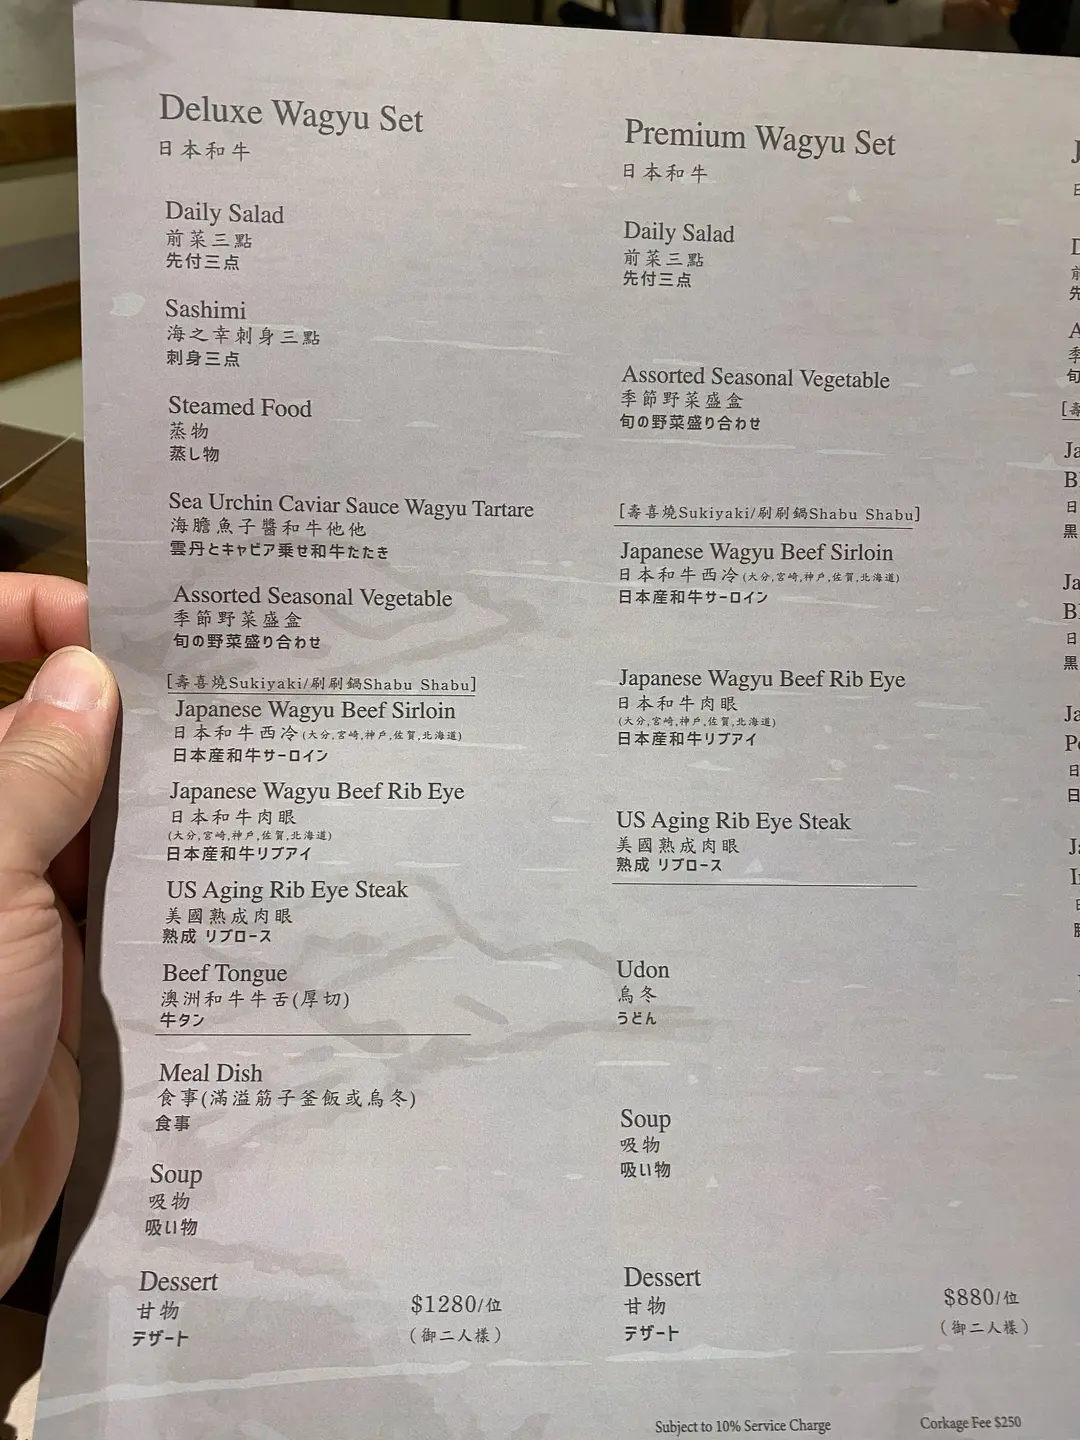 Deluxe Wagyu Set
日本和牛
Daily Salad
前菜三點
先付三点
Sashimi
海之幸刺身三點
刺身三点
Steamed Food
蒸物
蒸し物
Sea Urchin Caviar Sauce Wagyu Tartare
海膽魚子醬和牛他他
雲丹とキャビア乗せ和牛たたき
Assorted Seasonal Vegetable
季節野菜盛盒
旬の野菜盛り合わせ
[壽喜燒Sukiyaki/刷刷鍋Shabu Shabu]
Japanese Wagyu Beef Sirloin
日本和牛西冷(大分,宮崎,神戶,佐賀,北海道)
日本産和牛サーロイン
Japanese Wagyu Beef Rib Eye
日本和牛肉眼
(大分,宮崎,神戶,佐賀,北海道)
日本産和牛リブアイ
US Aging Rib Eye Steak
美國熟成肉眼
熟成 リブロース
Beef Tongue
澳洲和牛牛舌(厚切)
牛タン
Meal Dish
食事(滿溢筋子釜飯或烏冬)
食事
Soup
吸物
吸い物
Dessert
甘物
デザート
$1280/位
(御二人様)
Premium Wagyu Set
日本和牛
Daily Salad
前菜三點
先付三点
Assorted Seasonal Vegetable
季節野菜盛盒
旬の野菜盛り合わせ
[壽喜燒Sukiyaki/刷刷鍋Shabu Shabu]
Japanese Wagyu Beef Sirloin
日本和牛西冷(大分,宮崎,神戶,佐賀,北海道)
日本産和牛サーロイン
Japanese Wagyu Beef Rib Eye
日本和牛肉眼
(大分,宮崎,神戶,佐賀,北海道)
日本産和牛リブアイ
US Aging Rib Eye Steak
美國熟成肉眼
熟成 リブロース
Udon
烏冬
うどん
Soup
吸物
吸い物
Dessert
甘物
デザート
$880/位
(御二人様)
Subject to 10% Service Charge
Corkage Fee $250